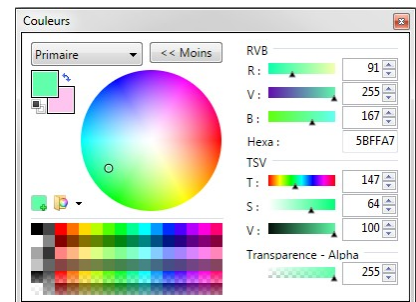 Couleurs
Primaire
<< Moins
RVB
R : 91
V : 255
B : 167
Hexa : 5BFFA7
TSV
T : 147
S : 64
V : 100
Transparence - Alpha
255